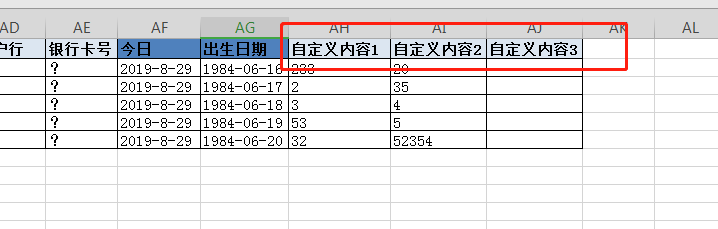 AD AE AF AG AH AI AJ AK AL
户行 银行卡号 今日 出生日期 自定义内容1 自定义内容2 自定义内容3
? 2019-8-29 1984-06-16 233 20
? 2019-8-29 1984-06-17 2 35
? 2019-8-29 1984-06-18 3 4
? 2019-8-29 1984-06-19 53 5
? 2019-8-29 1984-06-20 32 52354